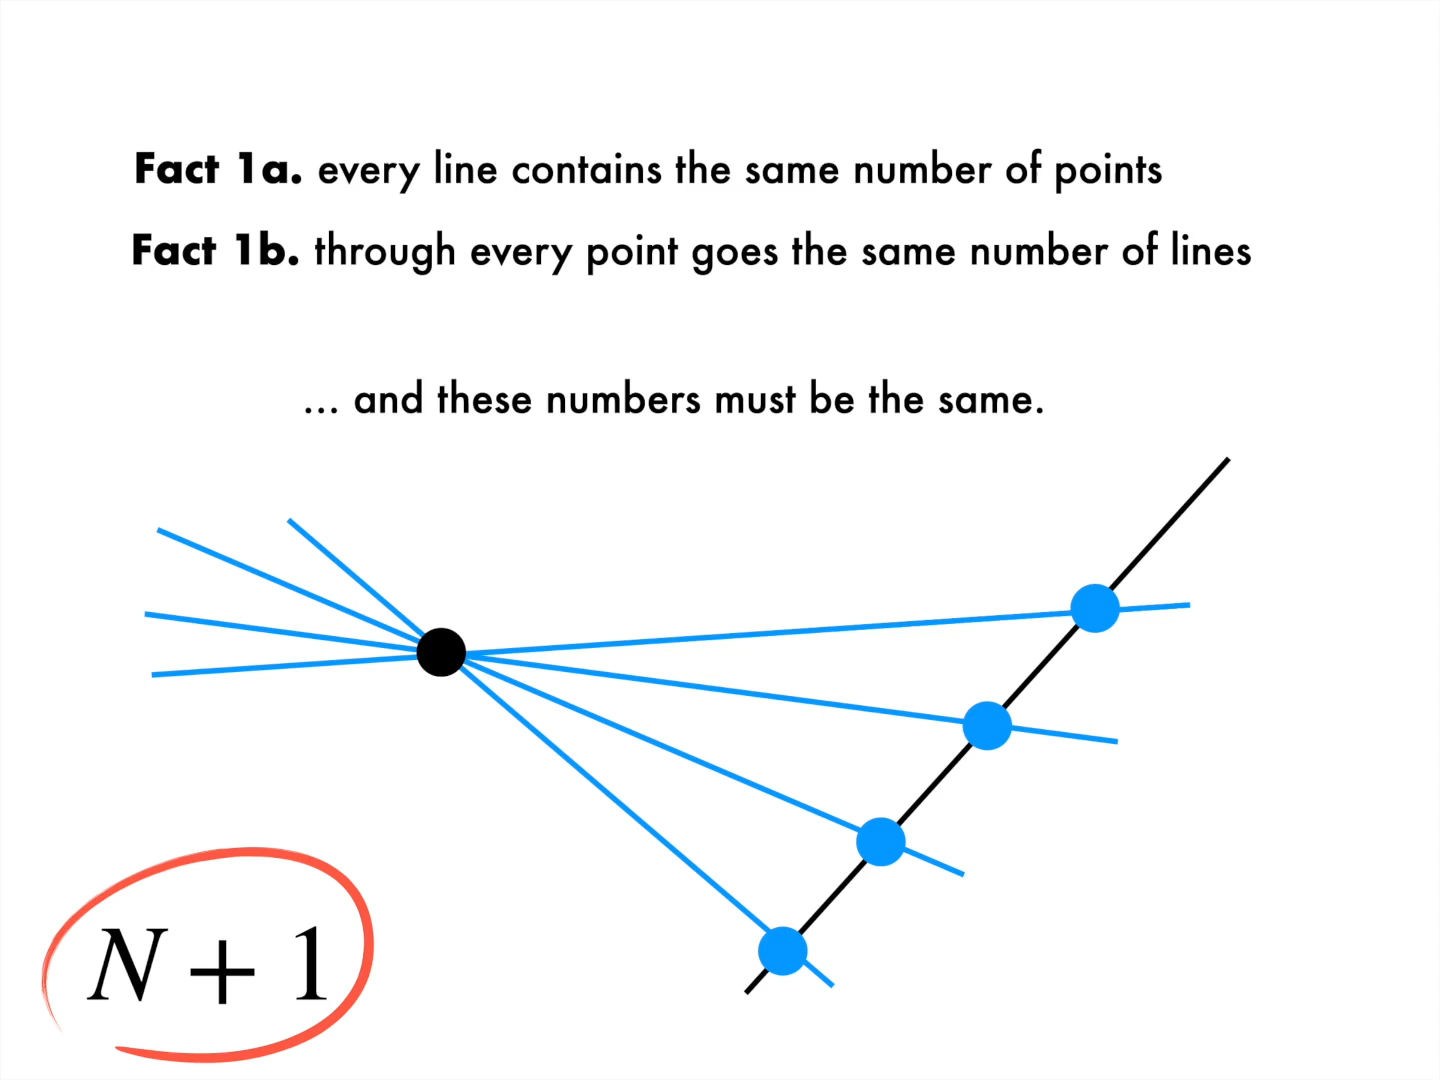 Fact 1a. every line contains the same number of points
Fact 1b. through every point goes the same number of lines
... and these numbers must be the same.
N + 1